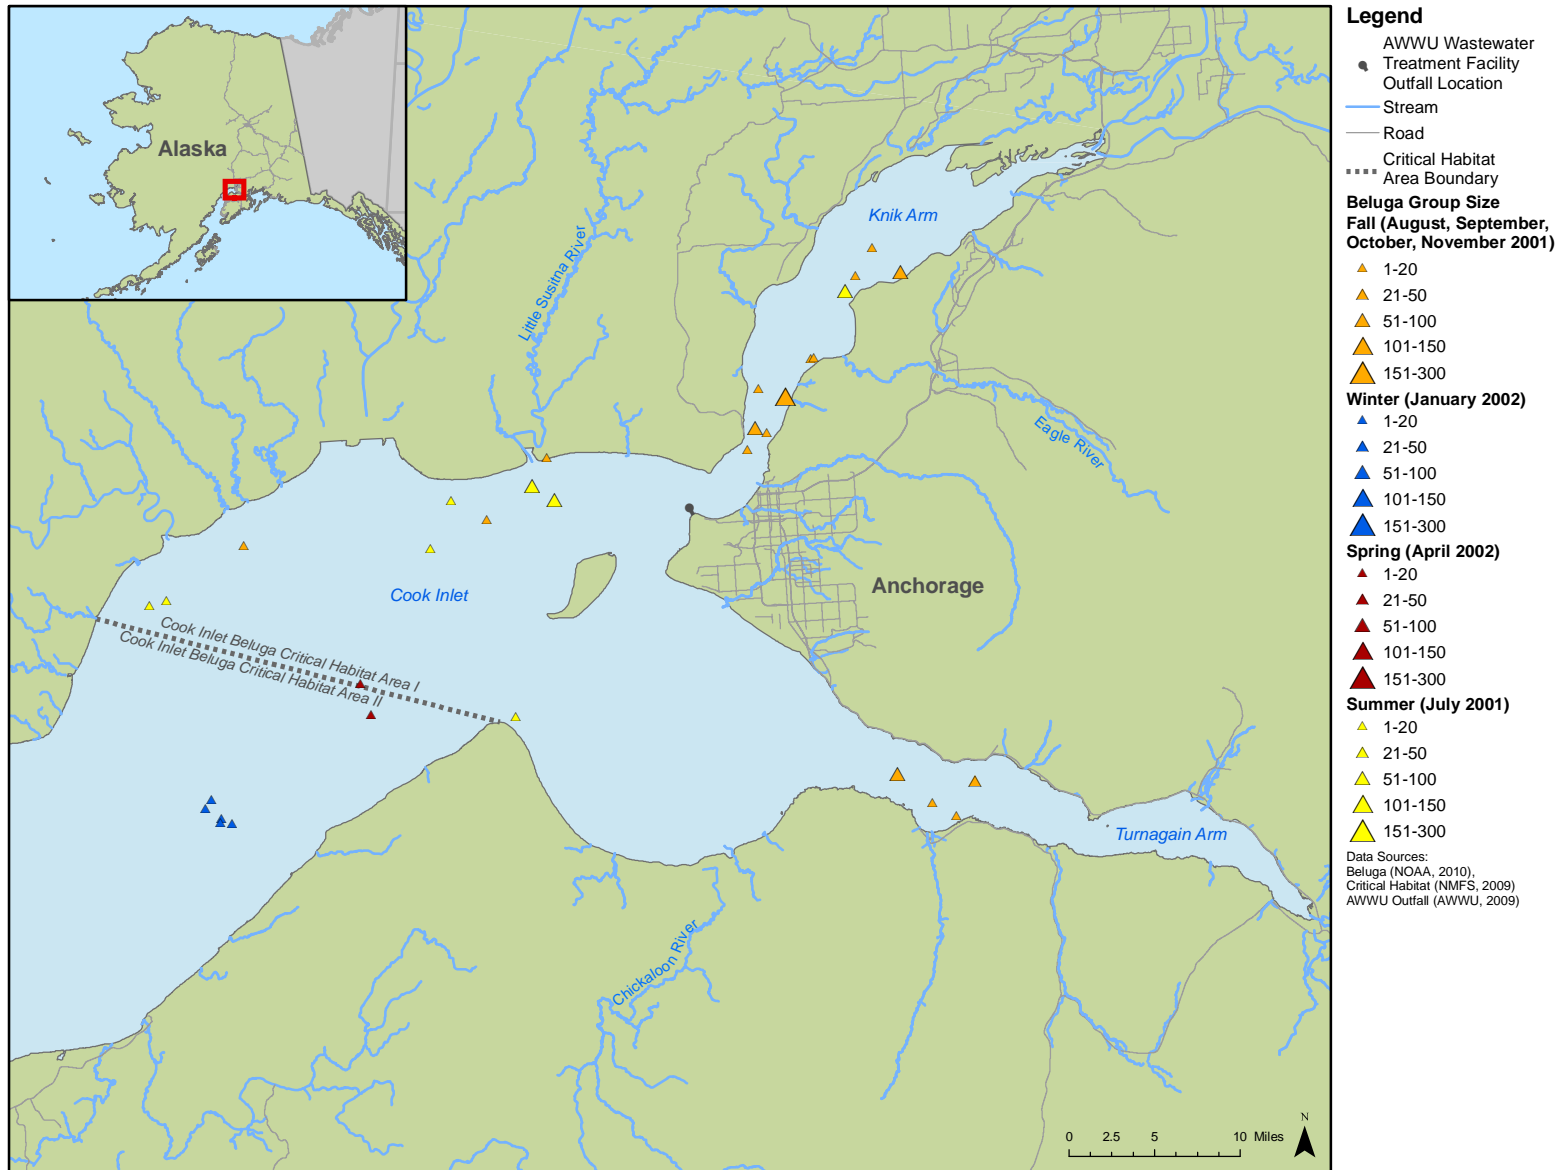 Alaska
Knik Arm
Little Susitna River
Eagle River
Anchorage
Cook Inlet
Cook Inlet Beluga Critical Habitat Area I
Cook Inlet Beluga Critical Habitat Area II
Turnagain Arm
Chickaloon River
0 2.5 5 10 Miles
N
Legend
AWWU Wastewater
Treatment Facility
Outfall Location
Stream
Road
Critical Habitat
Area Boundary
Beluga Group Size
Fall (August, September,
October, November 2001)
1-20
21-50
51-100
101-150
151-300
Winter (January 2002)
1-20
21-50
51-100
101-150
151-300
Spring (April 2002)
1-20
21-50
51-100
101-150
151-300
Summer (July 2001)
1-20
21-50
51-100
101-150
151-300
Data Sources:
Beluga (NOAA, 2010),
Critical Habitat (NMFS, 2009)
AWWU Outfall (AWWU, 2009)